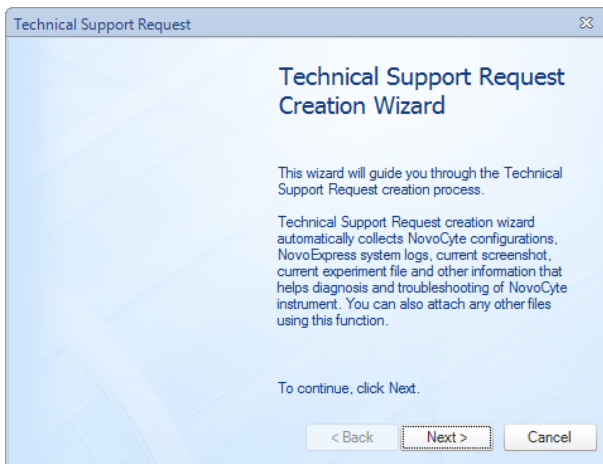 Technical Support Request
Technical Support Request
Creation Wizard
This wizard will guide you through the Technical
Support Request creation process.
Technical Support Request creation wizard
automatically collects NovoCyte configurations,
NovoExpress system logs, current screenshot,
current experiment file and other information that
helps diagnosis and troubleshooting of NovoCyte
instrument. You can also attach any other files
using this function.
To continue, click Next.
< Back Next > Cancel